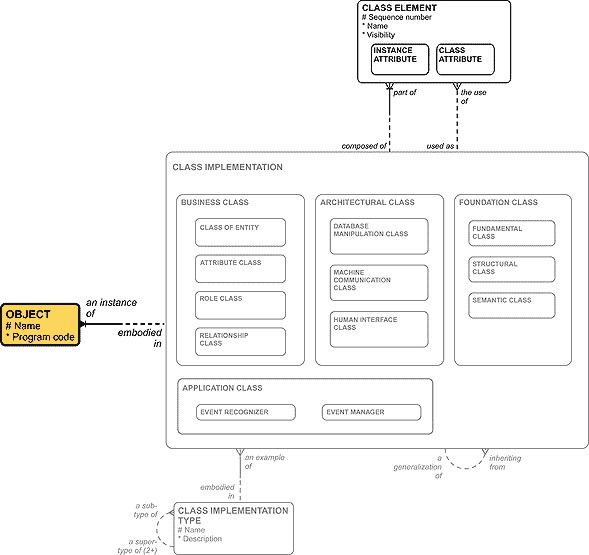 CLASS ELEMENT
# Sequence number
* Name
* Visibility
INSTANCE
ATTRIBUTE
CLASS
ATTRIBUTE
part of
the use
of
composed of
used as
CLASS IMPLEMENTATION
BUSINESS CLASS
CLASS OF ENTITY
ATTRIBUTE CLASS
ROLE CLASS
RELATIONSHIP
CLASS
ARCHITECTURAL CLASS
DATABASE
MANIPULATION CLASS
MACHINE
COMMUNICATION
CLASS
HUMAN INTERFACE
CLASS
FOUNDATION CLASS
FUNDAMENTAL
CLASS
STRUCTURAL
CLASS
SEMANTIC CLASS
OBJECT
# Name
* Program code
an instance
of
embodied
in
APPLICATION CLASS
EVENT RECOGNIZER
EVENT MANAGER
an example
of
a
generalization
of
inheriting
from
embodied
in
a sub-
type of
a super-
type of (2+)
CLASS IMPLEMENTATION
TYPE
# Name
* Description